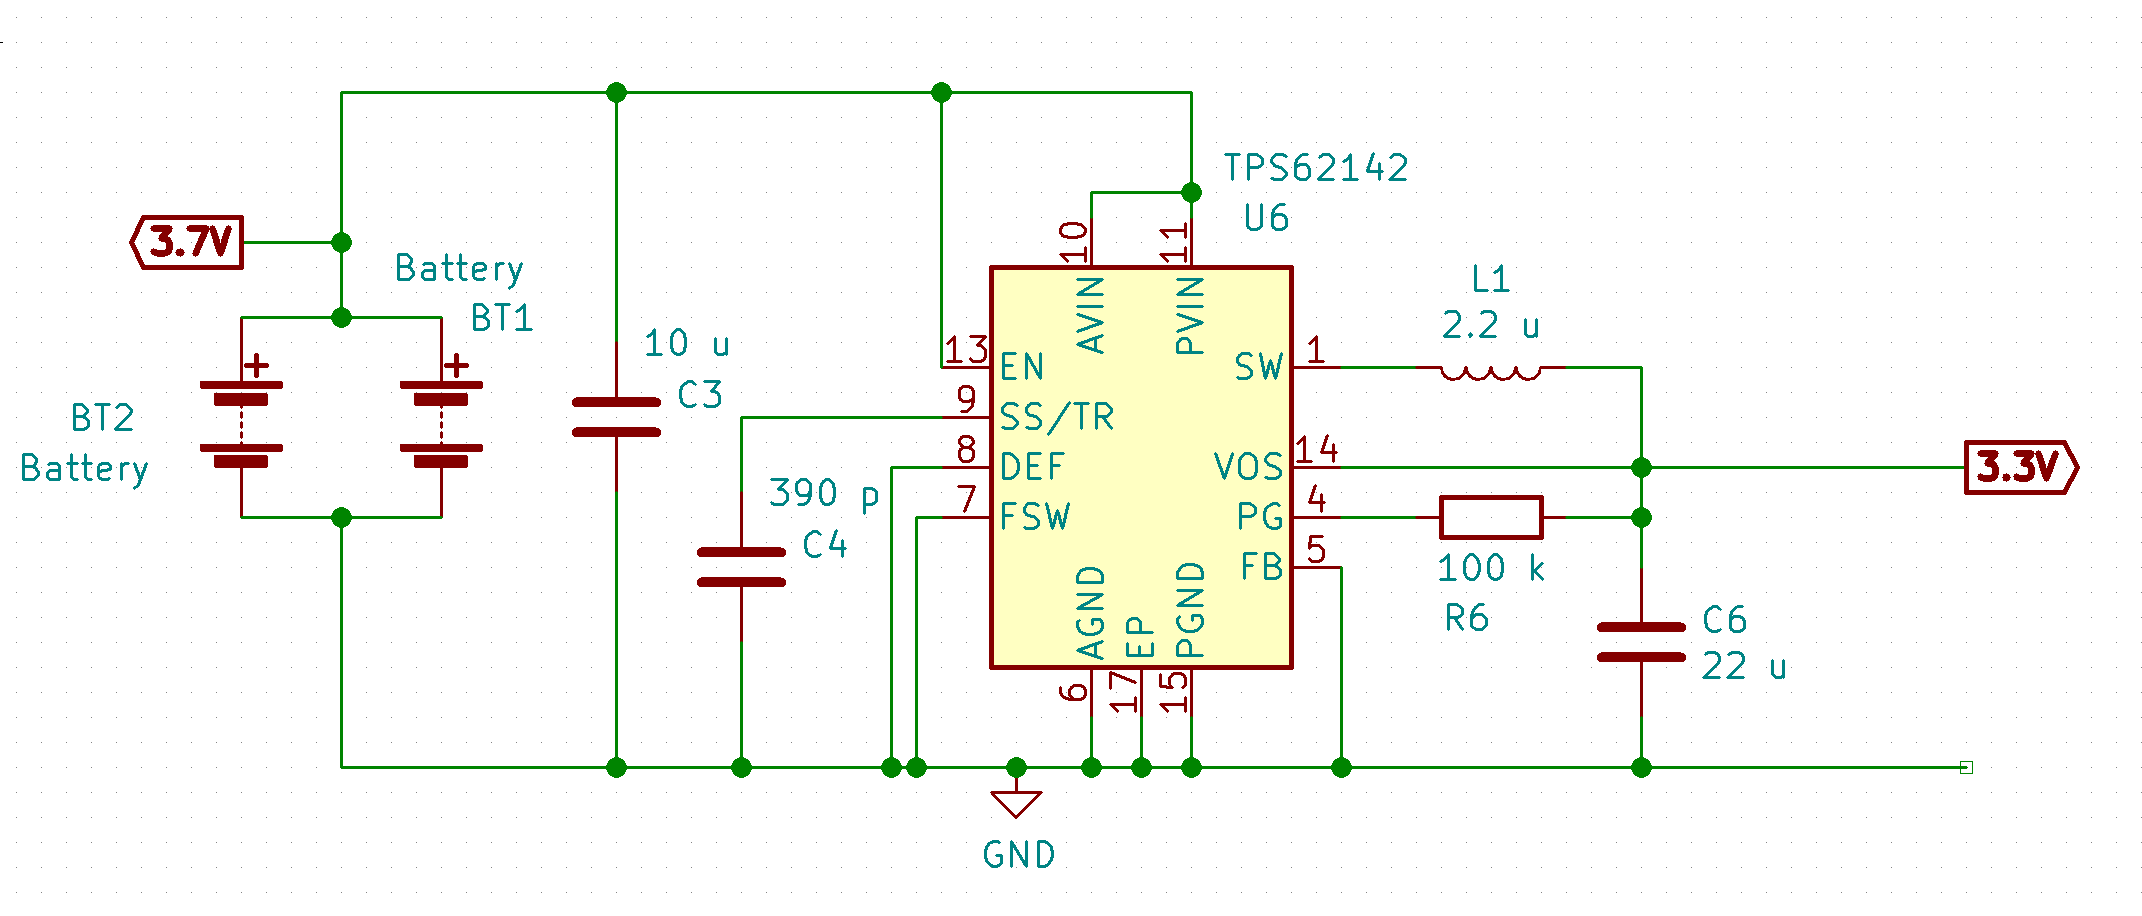 TPS62142
U6
3.7V
Battery
BT1
BT2
Battery
10 u
C3
390 p
C4
10
11
AVIN
PVIN
13
EN
9
SS/TR
8
DEF
7
FSW
SW
1
VOS
14
PG
4
FB
5
AGND
EP
PGND
6
17
15
L1
2.2 u
3.3V
100 k
R6
C6
22 u
GND